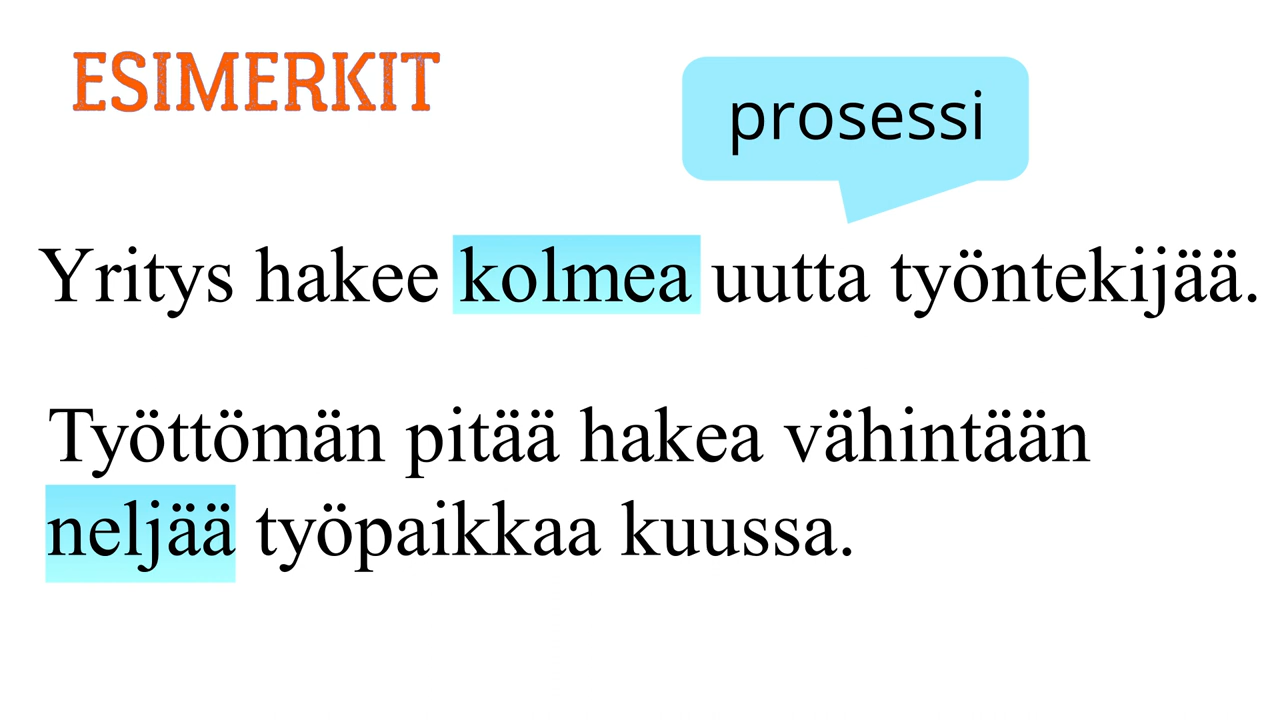 ESIMERKIT
prosessi
Yritys hakee kolmea uutta työntekijää.
Työttömän pitää hakea vähintään
neljää työpaikkaa kuussa.